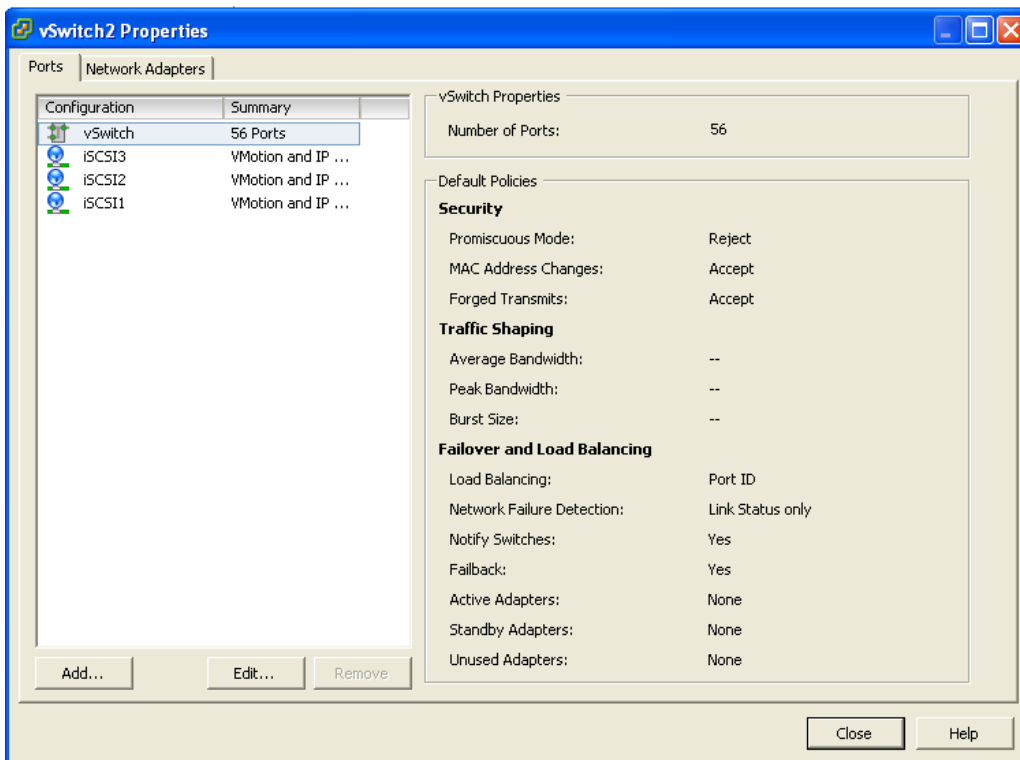 vSwitch2 Properties
Ports Network Adapters
Configuration Summary
vSwitch 56 Ports
iSCSI3 VMotion and IP ...
iSCSI2 VMotion and IP ...
iSCSI1 VMotion and IP ...
Add... Edit... Remove
vSwitch Properties
Number of Ports: 56
Default Policies
Security
Promiscuous Mode: Reject
MAC Address Changes: Accept
Forged Transmits: Accept
Traffic Shaping
Average Bandwidth: --
Peak Bandwidth: --
Burst Size: --
Failover and Load Balancing
Load Balancing: Port ID
Network Failure Detection: Link Status only
Notify Switches: Yes
Failback: Yes
Active Adapters: None
Standby Adapters: None
Unused Adapters: None
Close Help